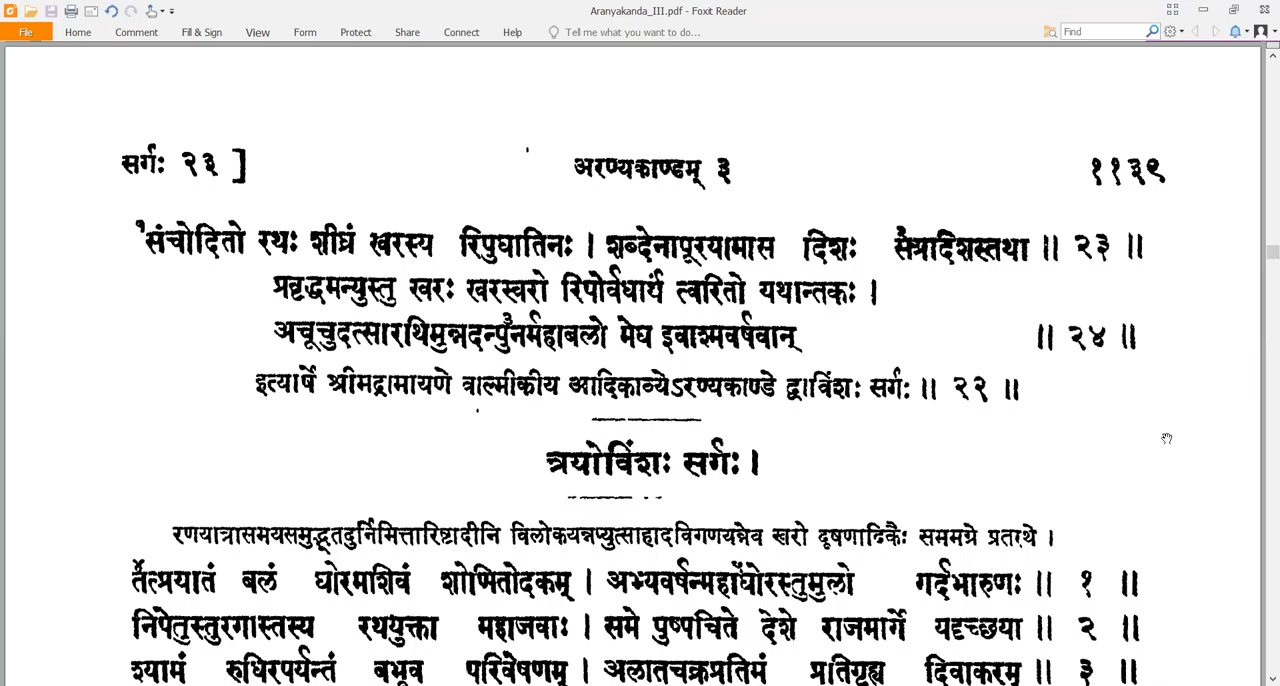 Aranyakanda_III.pdf - Foxit Reader
File Home Comment Fill & Sign View Form Protect Share Connect Help Tell me what you want to do... Find
सर्गः २३ ] अरण्यकाण्डम् ३ ११३९
१संचोदितो रथः शीघ्रं खरस्य रिपुघातिनः । शब्देनापूरयामास दिशः सप्रदिशस्तथा ॥ २३ ॥
प्रवृद्धमन्युस्तु खरः खरस्वरो रिपोर्वधार्थं त्वरितो यथान्तकः ।
अचूचुदत्सारथिमुन्नदन्पुनर्महाबलो मेघ इवाश्मवर्षवान् ॥ २४ ॥
इत्यार्षे श्रीमद्रामायणे वाल्मीकीय आदिकाव्येऽरण्यकाण्डे द्वाविंशः सर्गः ॥ २२ ॥
त्रयोविंशः सर्गः ।
रणयात्रासमयसमुद्भूतदुर्निमित्तारिष्टादीनि विलोकयन्नप्युत्साहादविगणयन्नेव खरो दूषणादिकैः सममग्रे प्रतस्थे ।
तत्प्रयातं बलं घोरमशिवं शोणितोदकम् । अभ्यवर्षन्महाघोरस्तुमुलो गर्दभारुणः ॥ १ ॥
निपेतुस्तुरगास्तस्य रथयुक्ता महाजवाः । समे पुष्पचिते देशे राजमार्गे यदृच्छया ॥ २ ॥
श्यामं रुधिरपर्यन्तं बभूव परिवेषणम् । अलातचक्रप्रतिमं प्रतिगृह्य दिवाकरम् ॥ ३ ॥